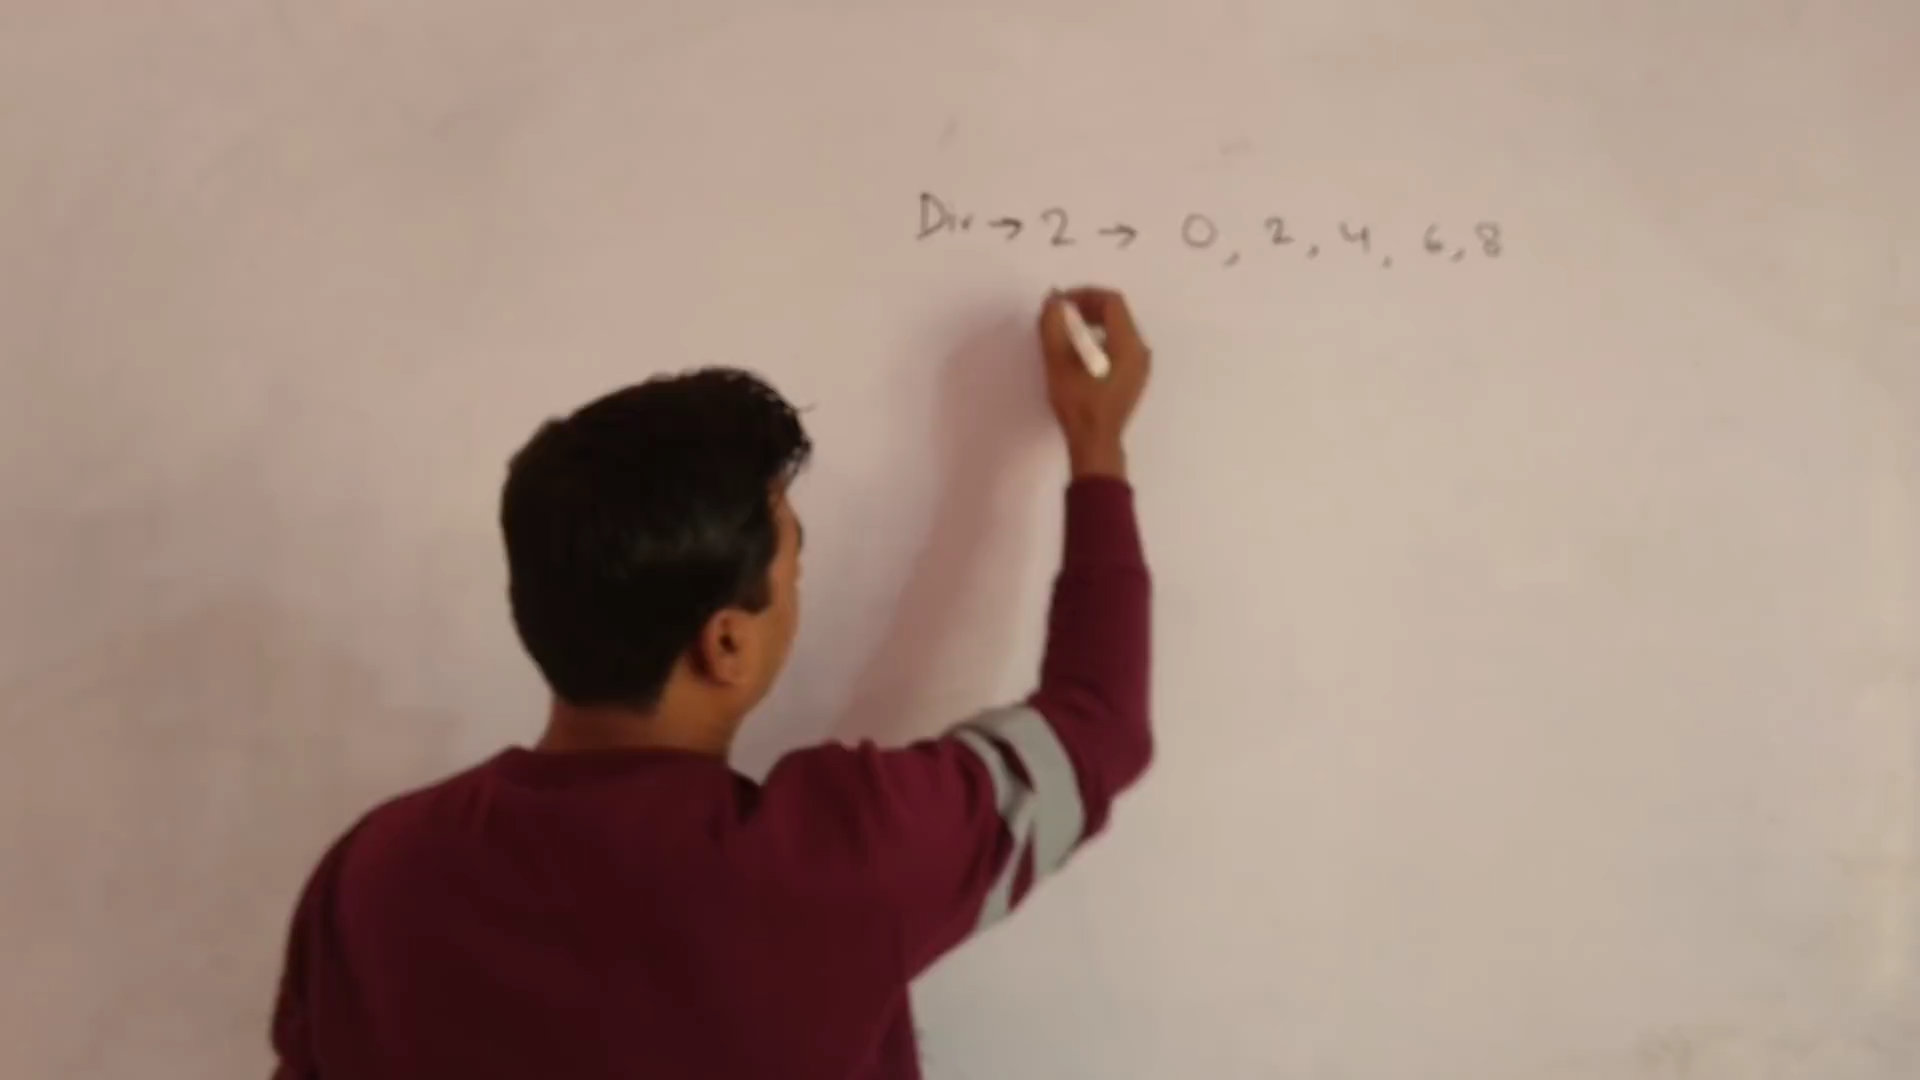 Div → 2 → 0, 2, 4, 6, 8